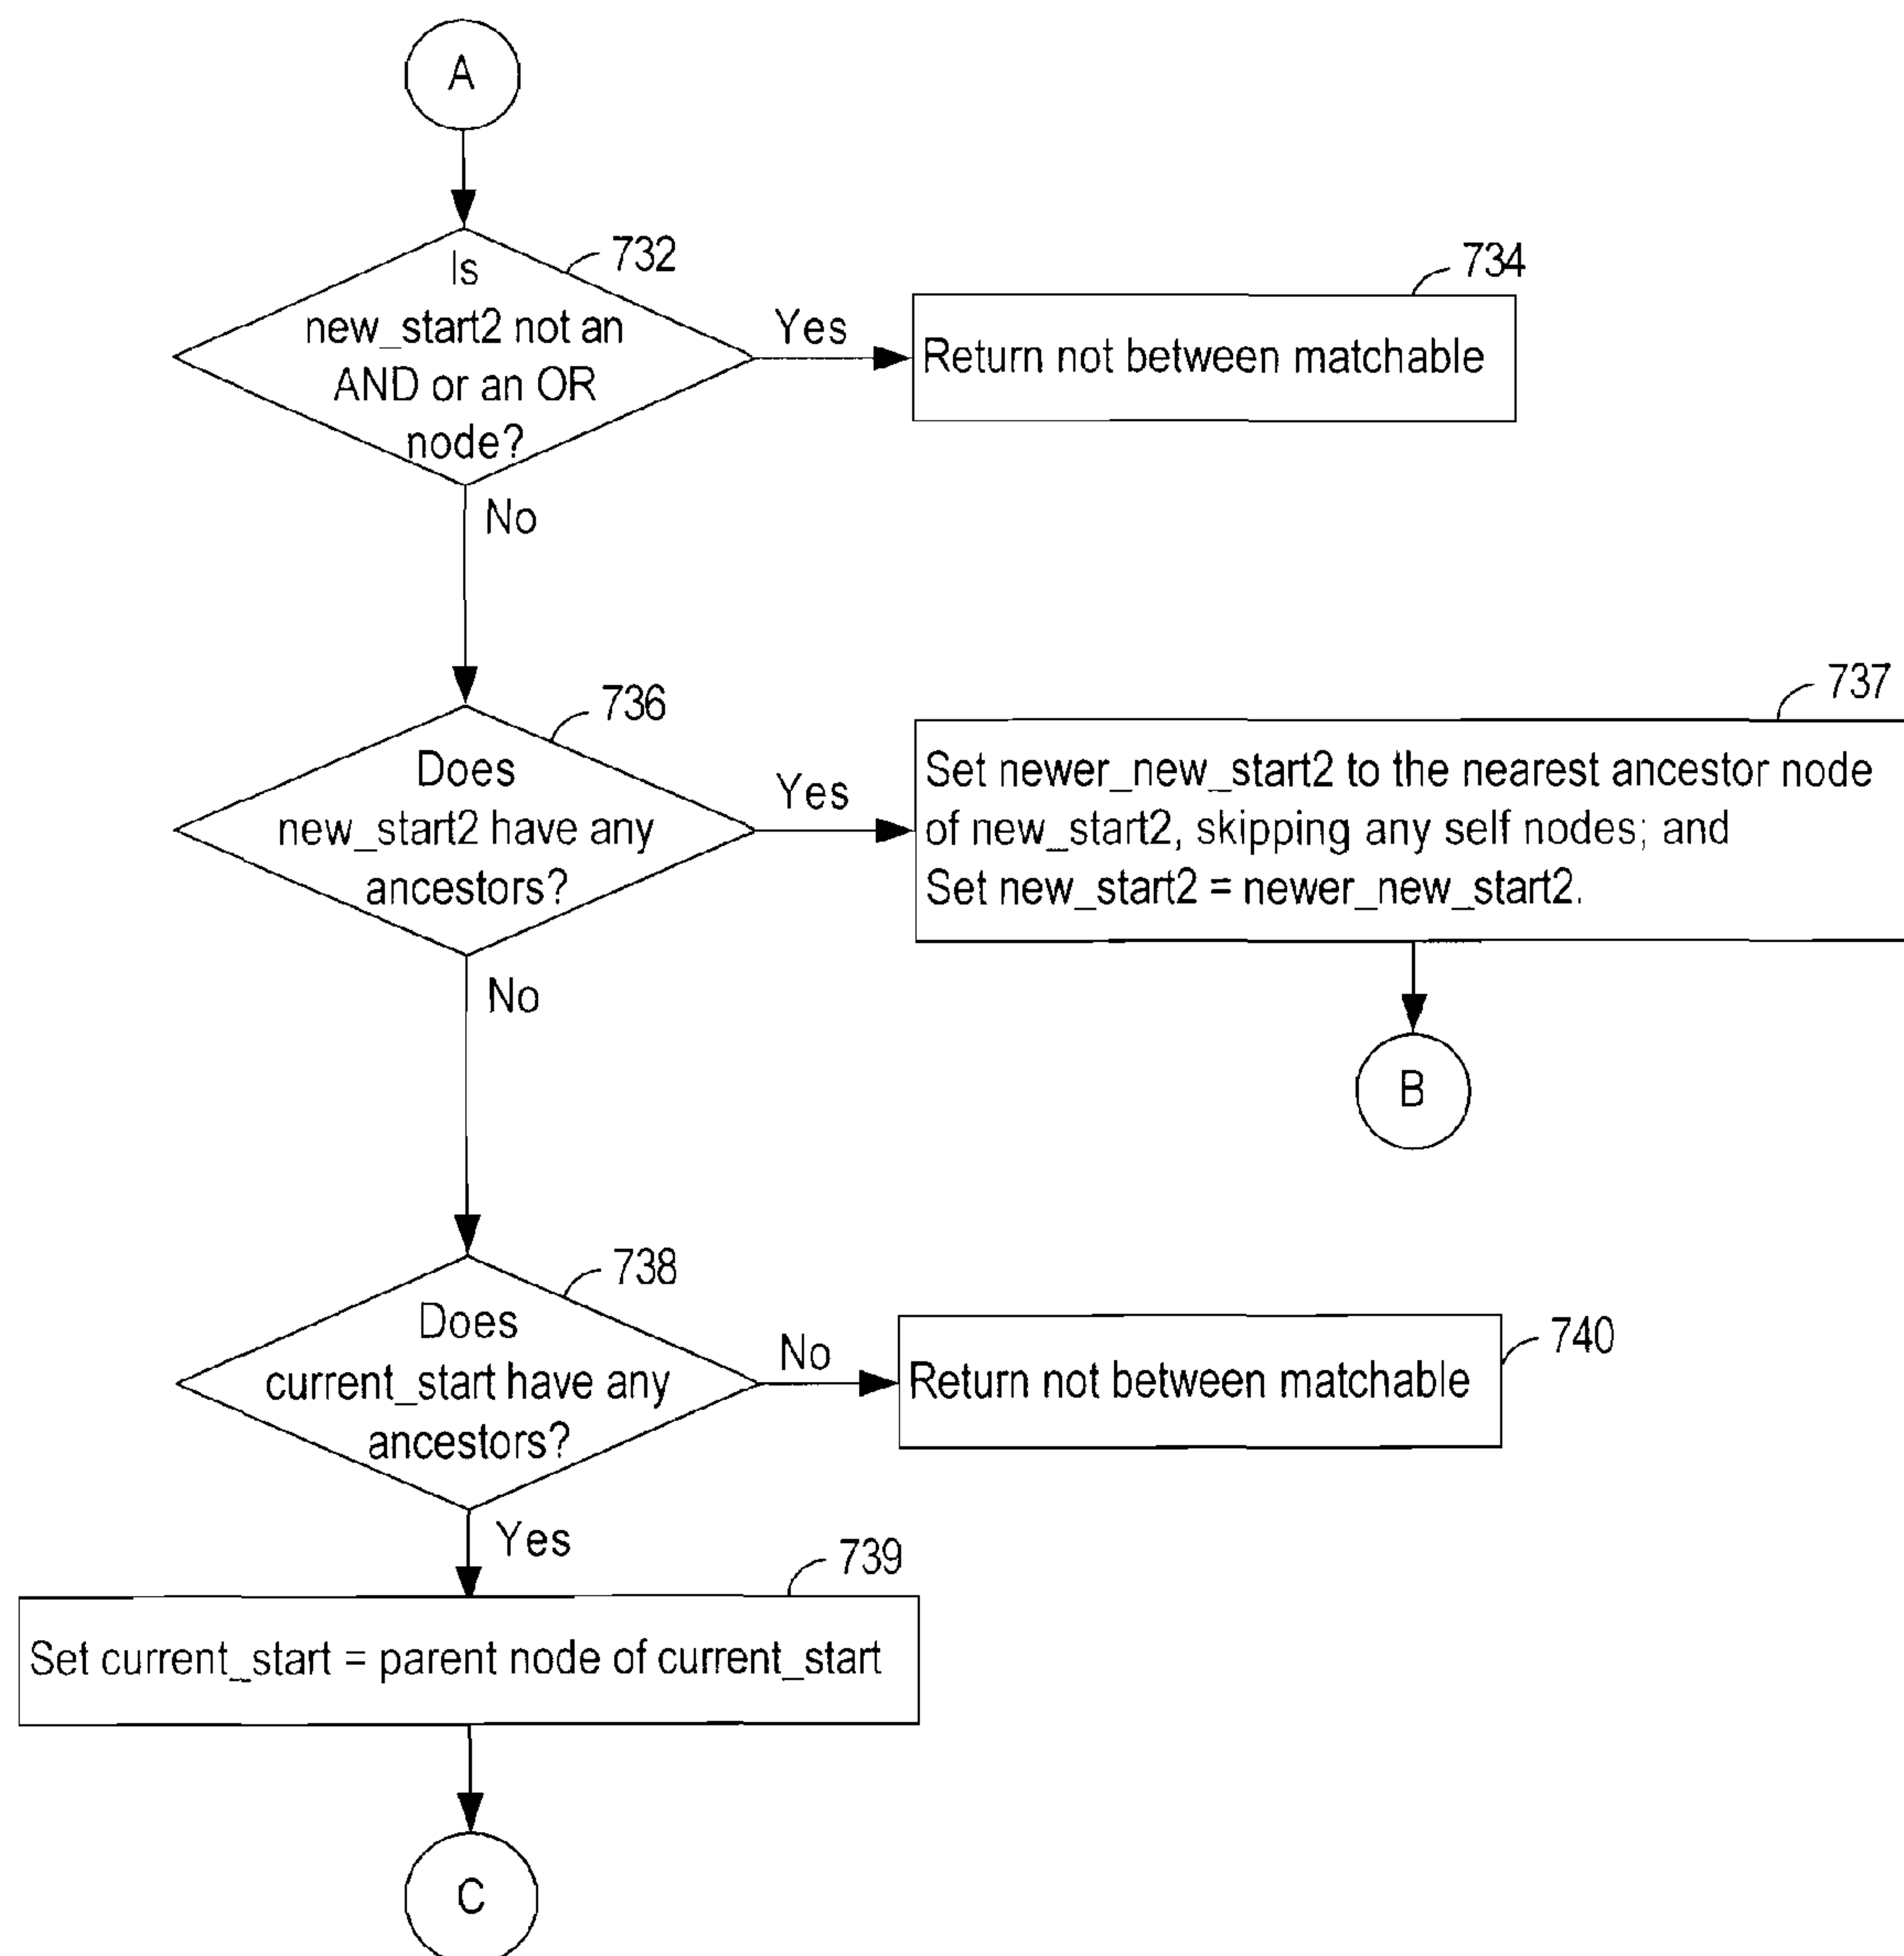 A
732
Is
new_start2 not an
AND or an OR
node?
Yes
734
Return not between matchable
No
736
Does
new_start2 have any
ancestors?
Yes
737
Set newer_new_start2 to the nearest ancestor node
of new_start2, skipping any self nodes; and
Set new_start2 = newer_new_start2.
B
No
738
Does
current_start have any
ancestors?
No
740
Return not between matchable
Yes
739
Set current_start = parent node of current_start
C